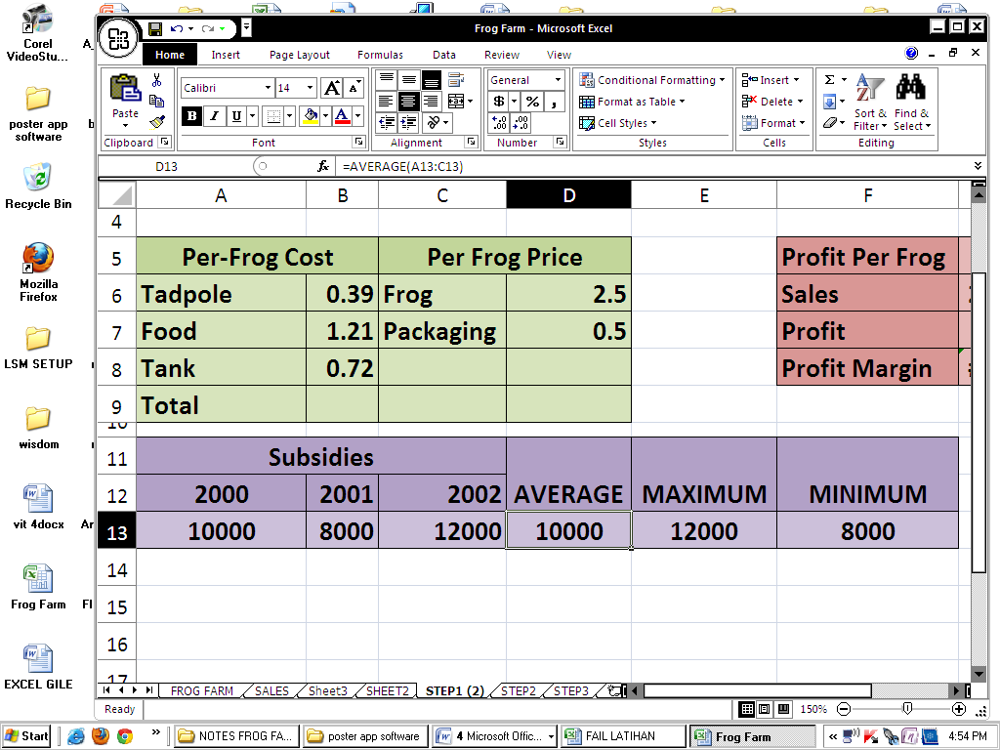 Frog Farm - Microsoft Excel
Home Insert Page Layout Formulas Data Review View
Calibri 14 General Conditional Formatting Insert Σ
Paste B I U A $ % , Format as Table Delete Sort & Find &
Cell Styles Format Filter Select
Clipboard Font Alignment Number Styles Cells Editing
D13 fx =AVERAGE(A13:C13)
A B C D E F
4
5 Per-Frog Cost Per Frog Price Profit Per Frog
6 Tadpole 0.39 Frog 2.5 Sales
7 Food 1.21 Packaging 0.5 Profit
8 Tank 0.72 Profit Margin
9 Total
10
11 Subsidies
12 2000 2001 2002 AVERAGE MAXIMUM MINIMUM
13 10000 8000 12000 10000 12000 8000
14
15
16
17
FROG FARM SALES Sheet3 SHEET2 STEP1 (2) STEP2 STEP3
Ready 150%
Corel
VideoStu...
poster app
software
Recycle Bin
Mozilla
Firefox
LSM SETUP
wisdom
vit 4docx
Frog Farm
EXCEL GILE
Start NOTES FROG FA... poster app software 4 Microsoft Offic... FAIL LATIHAN Frog Farm 4:54 PM